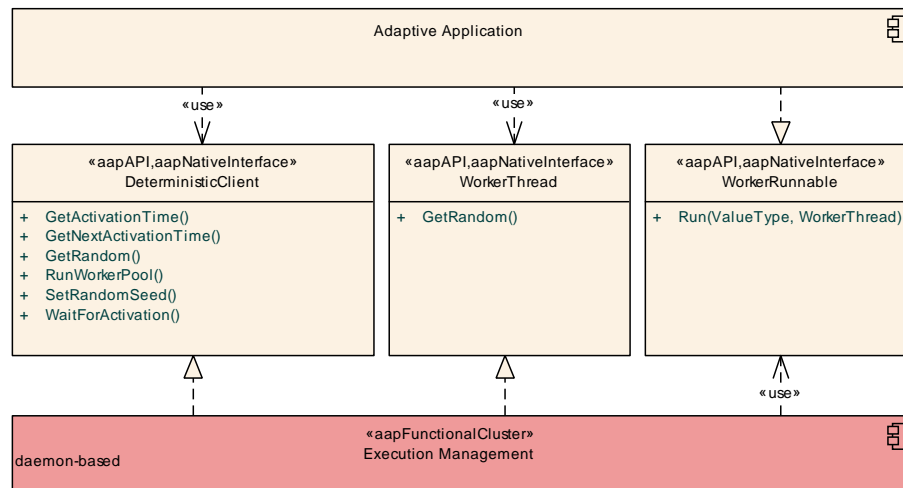 Adaptive Application
«use»
«use»
«aapAPI,aapNativeInterface»
DeterministicClient
+ GetActivationTime()
+ GetNextActivationTime()
+ GetRandom()
+ RunWorkerPool()
+ SetRandomSeed()
+ WaitForActivation()
«aapAPI,aapNativeInterface»
WorkerThread
+ GetRandom()
«aapAPI,aapNativeInterface»
WorkerRunnable
+ Run(ValueType, WorkerThread)
«use»
«aapFunctionalCluster»
Execution Management
daemon-based